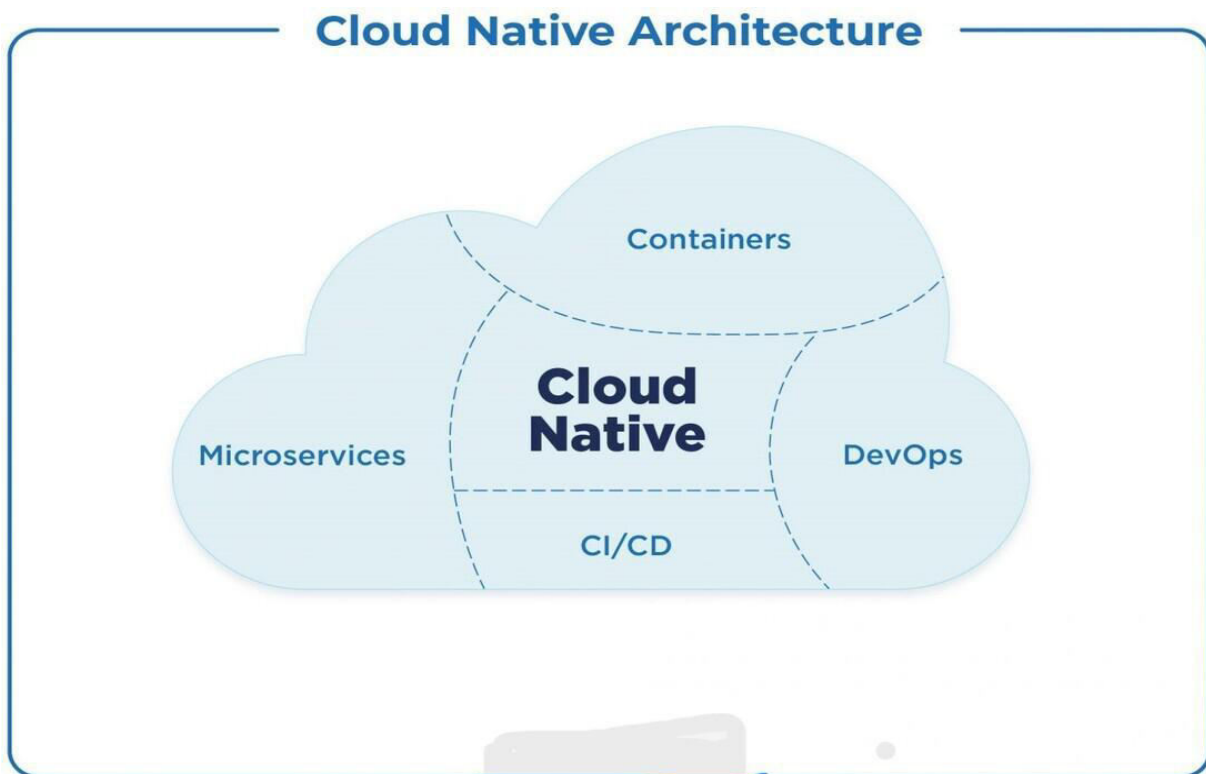 Cloud Native Architecture
Containers
Cloud
Native
Microservices
DevOps
CI/CD